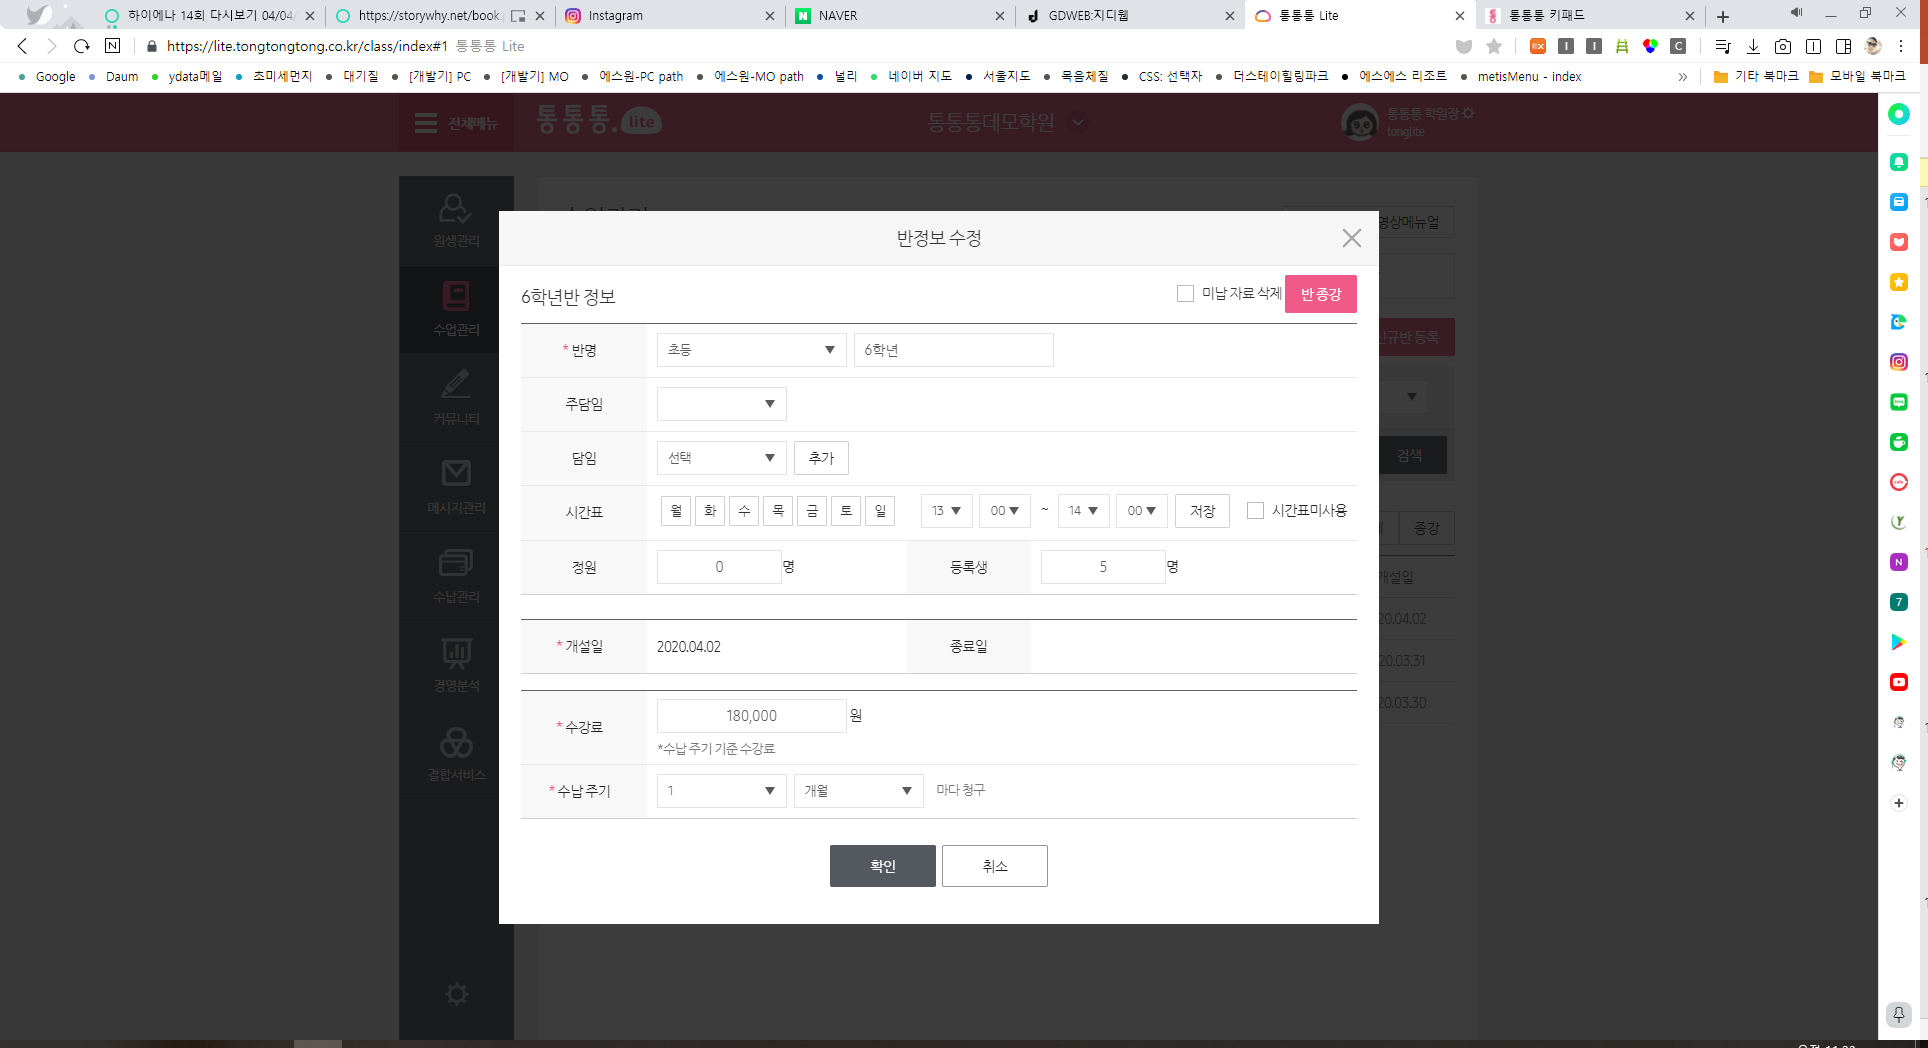 하이에나 14회 다시보기 04/04/
https://storywhy.net/book.
Instagram
NAVER
GDWEB:지디웹
통통통 Lite
통통통 키패드
https://lite.tongtongtong.co.kr/class/index#1 통통통 Lite
Google
Daum
ydata메일
초미세먼지
대기질
[개발기] PC
[개발기] MO
에스원-PC path
에스원-MO path
널리
네이버 지도
서울지도
목음체질
CSS: 선택자
더스테이힐링파크
에스에스 리조트
metisMenu - index
기타 북마크
모바일 북마크
전체메뉴
통통통.lite
통통통데모학원
통통통 학원장
tonglite
원생관리
수업관리
커뮤니티
메시지관리
수납관리
경영분석
결합서비스
영상메뉴얼
신규반 등록
검색
종강
개설일
20.04.02
20.03.31
20.03.30
반정보 수정
6학년반 정보
미납 자료 삭제 반종강
* 반명 초등 6학년
주담임
담임 선택 추가
시간표 월 화 수 목 금 토 일 13 00 ~ 14 00 저장 시간표미사용
정원 0 명 등록생 5 명
* 개설일 2020.04.02 종료일
* 수강료 180,000 원
*수납 주기 기준 수강료
* 수납 주기 1 개월 마다 청구
확인 취소